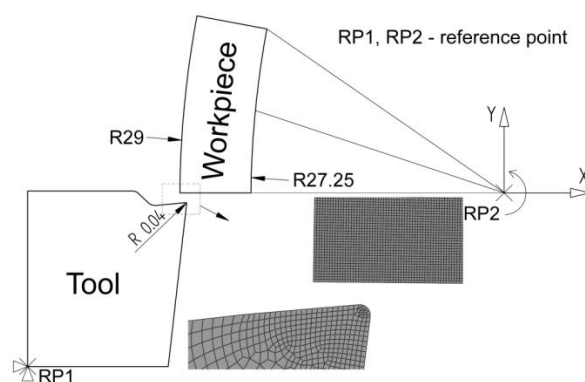 RP1, RP2 - reference point
Workpiece
Y
R29
R27.25
X
RP2
R 0.04
Tool
RP1